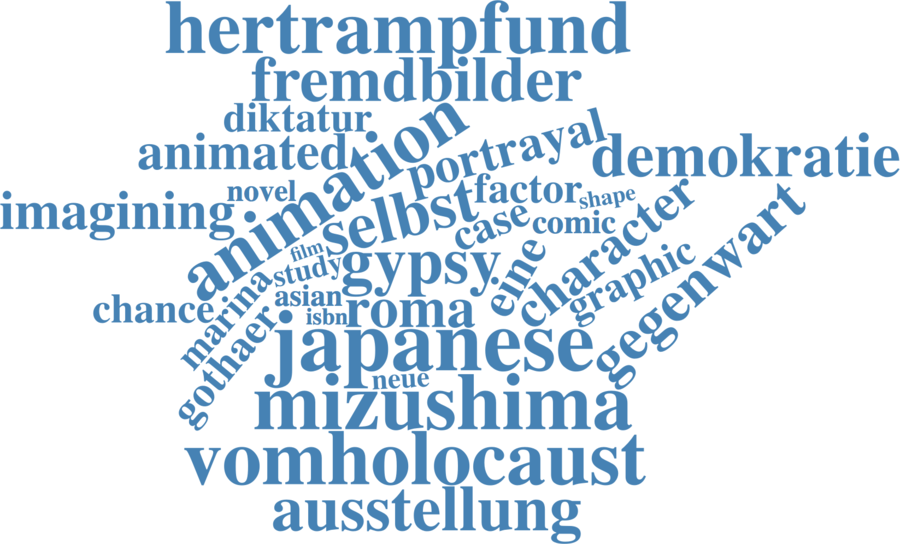 hertrampfund
fremdbilder
diktatur
animation
portrayal
animated
demokratie
novel
factor
shape
imagining
selbst
case
comic
character
gegenwart
film
study
gypsy
eine
graphic
marina
asian
chance
isbn
roma
gothaer
japanese
neue
mizushima
vomholocaust
ausstellung